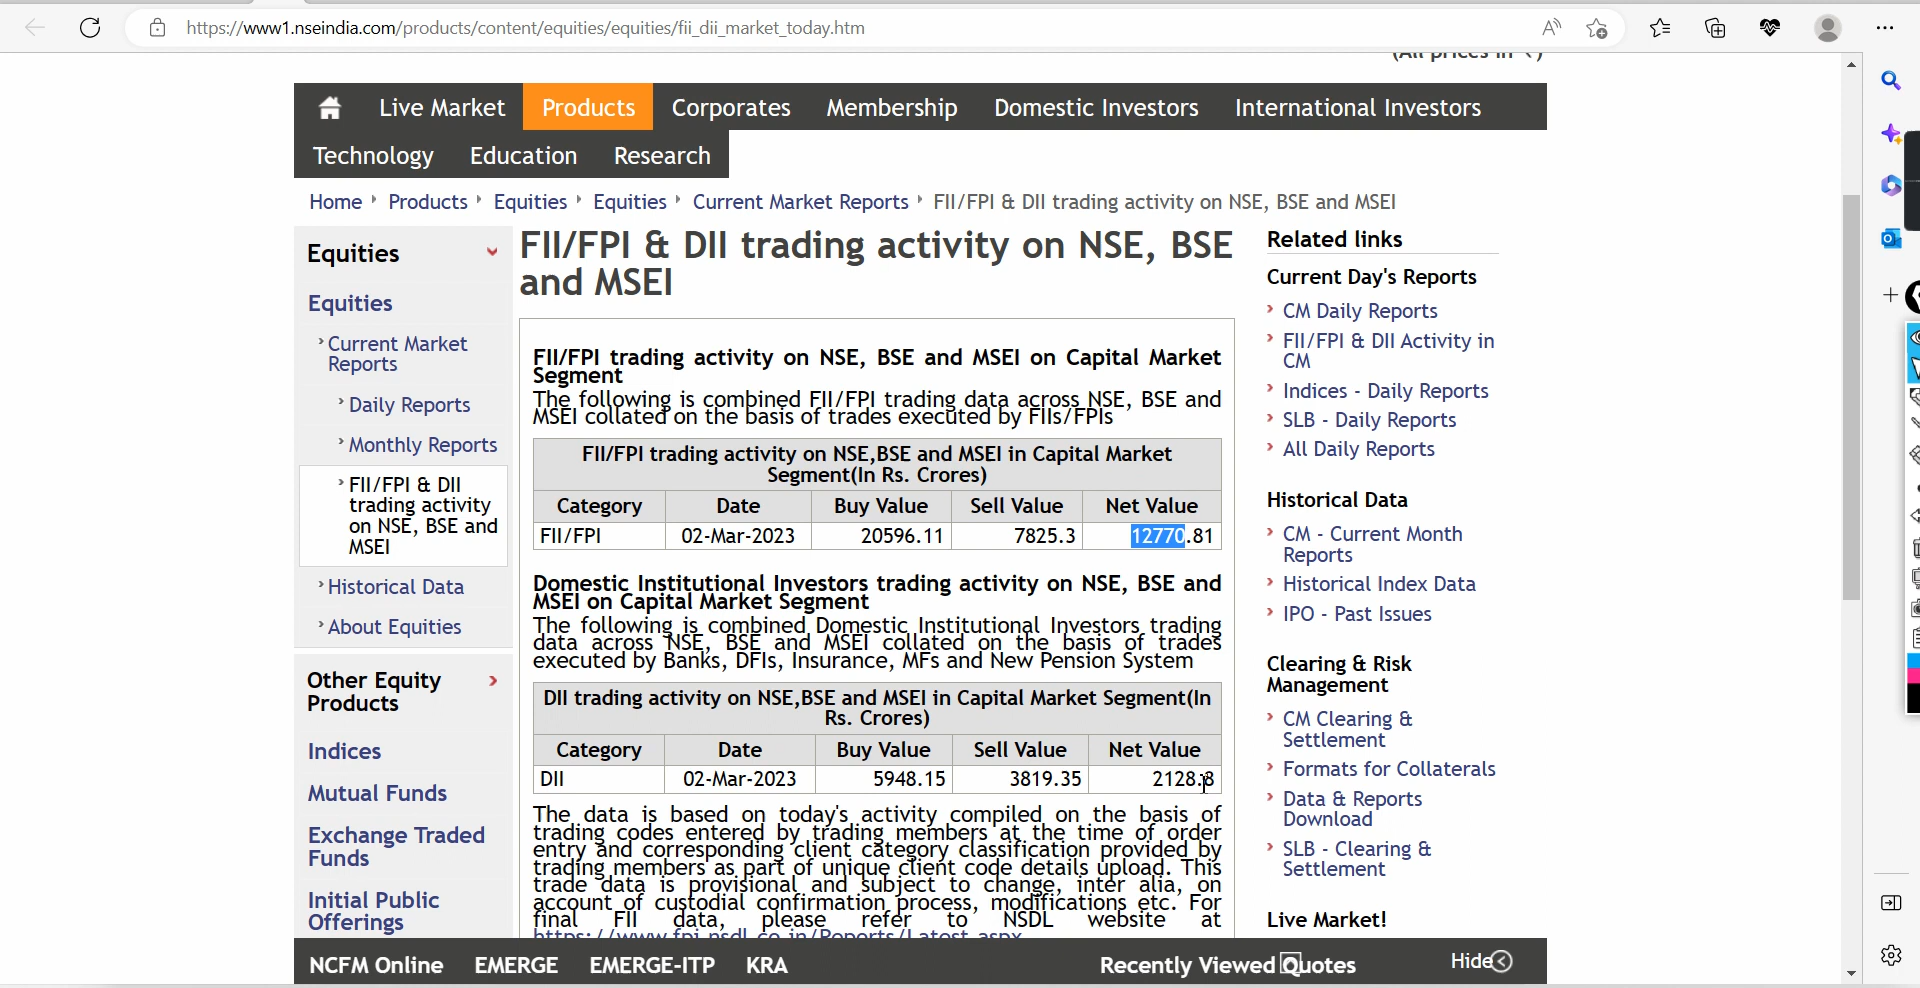 https://www1.nseindia.com/products/content/equities/equities/fii_dii_market_today.htm
Live Market Products Corporates Membership Domestic Investors International Investors
Technology Education Research
Home Products Equities Equities Current Market Reports FII/FPI & DII trading activity on NSE, BSE and MSEI
Equities
Equities
Current Market
Reports
Daily Reports
Monthly Reports
FII/FPI & DII
trading activity
on NSE, BSE and
MSEI
Historical Data
About Equities
Other Equity
Products
Indices
Mutual Funds
Exchange Traded
Funds
Initial Public
Offerings
FII/FPI & DII trading activity on NSE, BSE
and MSEI
FII/FPI trading activity on NSE, BSE and MSEI on Capital Market
Segment
The following is combined FII/FPI trading data across NSE, BSE and
MSEI collated on the basis of trades executed by FIIs/FPIs
FII/FPI trading activity on NSE,BSE and MSEI in Capital Market
Segment(In Rs. Crores)
Category Date Buy Value Sell Value Net Value
FII/FPI 02-Mar-2023 20596.11 7825.3 12770.81
Domestic Institutional Investors trading activity on NSE, BSE and
MSEI on Capital Market Segment
The following is combined Domestic Institutional Investors trading
data across NSE, BSE and MSEI collated on the basis of trades
executed by Banks, DFIs, Insurance, MFs and New Pension System
DII trading activity on NSE,BSE and MSEI in Capital Market Segment(In
Rs. Crores)
Category Date Buy Value Sell Value Net Value
DII 02-Mar-2023 5948.15 3819.35 2128.8
The data is based on today's activity compiled on the basis of
trading codes entered by trading members at the time of order
entry and corresponding client category classification provided by
trading members as part of unique client code details upload. This
trade data is provisional and subject to change, inter alia, on
account of custodial confirmation process, modifications etc. For
final FII data, please refer to NSDL website at
https://www.fpi.nsdl.co.in/Reports/Latest.aspx
Related links
Current Day's Reports
CM Daily Reports
FII/FPI & DII Activity in
CM
Indices - Daily Reports
SLB - Daily Reports
All Daily Reports
Historical Data
CM - Current Month
Reports
Historical Index Data
IPO - Past Issues
Clearing & Risk
Management
CM Clearing &
Settlement
Formats for Collaterals
Data & Reports
Download
SLB - Clearing &
Settlement
Live Market!
NCFM Online EMERGE EMERGE-ITP KRA Recently Viewed Quotes Hide